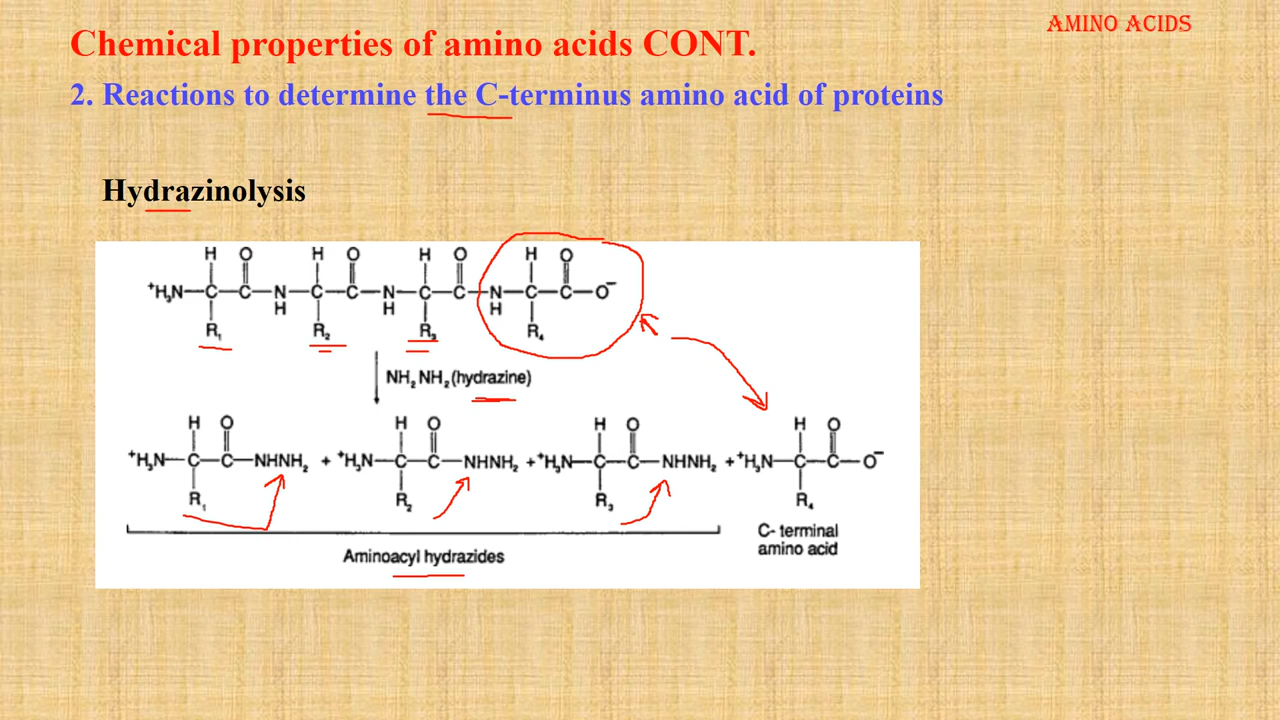 AMINO ACIDS
Chemical properties of amino acids CONT.
2. Reactions to determine the C-terminus amino acid of proteins
Hydrazinolysis
H O H O H O H O
⁺H₃N—C—C—N—C—C—N—C—C—N—C—C—O⁻
H H H
R₁ R₂ R₃ R₄
NH₂ NH₂ (hydrazine)
H O H O H O H O
⁺H₃N—C—C—NHNH₂ + ⁺H₃N—C—C—NHNH₂ + ⁺H₃N—C—C—NHNH₂ + ⁺H₃N—C—C—O⁻
R₁ R₂ R₃ R₄
C- terminal
amino acid
Aminoacyl hydrazides